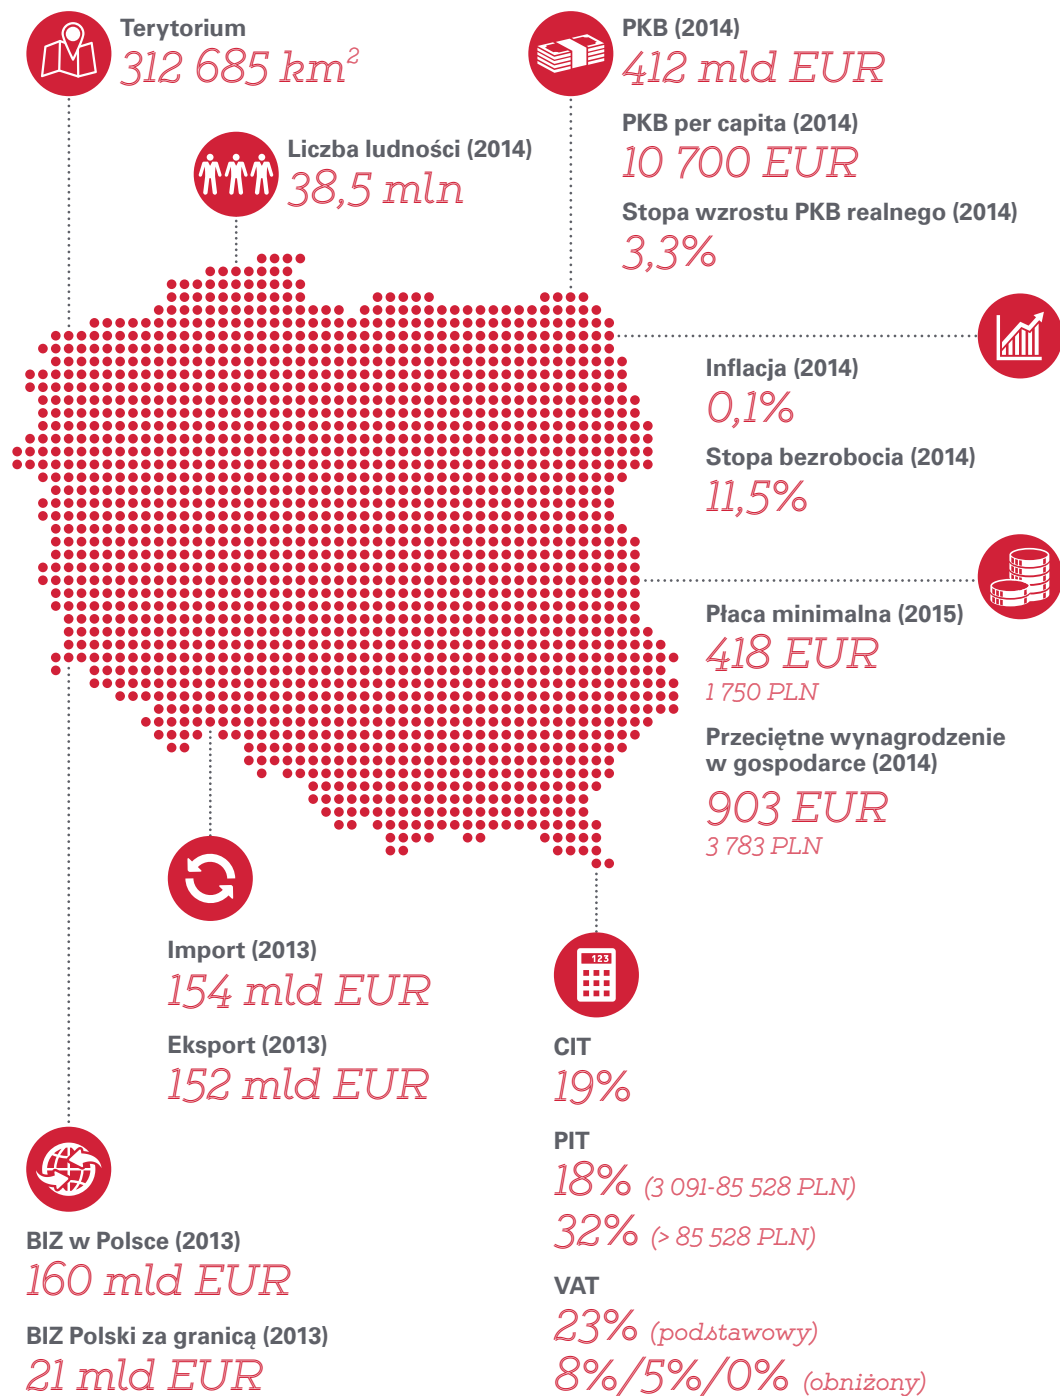 Terytorium
312 685 km²
PKB (2014)
412 mld EUR
PKB per capita (2014)
10 700 EUR
Stopa wzrostu PKB realnego (2014)
3,3%
Liczba ludności (2014)
38,5 mln
Inflacja (2014)
0,1%
Stopa bezrobocia (2014)
11,5%
Płaca minimalna (2015)
418 EUR
1 750 PLN
Przeciętne wynagrodzenie
w gospodarce (2014)
903 EUR
3 783 PLN
Import (2013)
154 mld EUR
Eksport (2013)
152 mld EUR
123
CIT
19%
PIT
18% (3 091-85 528 PLN)
32% (> 85 528 PLN)
VAT
23% (podstawowy)
8%/5%/0% (obniżony)
BIZ w Polsce (2013)
160 mld EUR
BIZ Polski za granicą (2013)
21 mld EUR